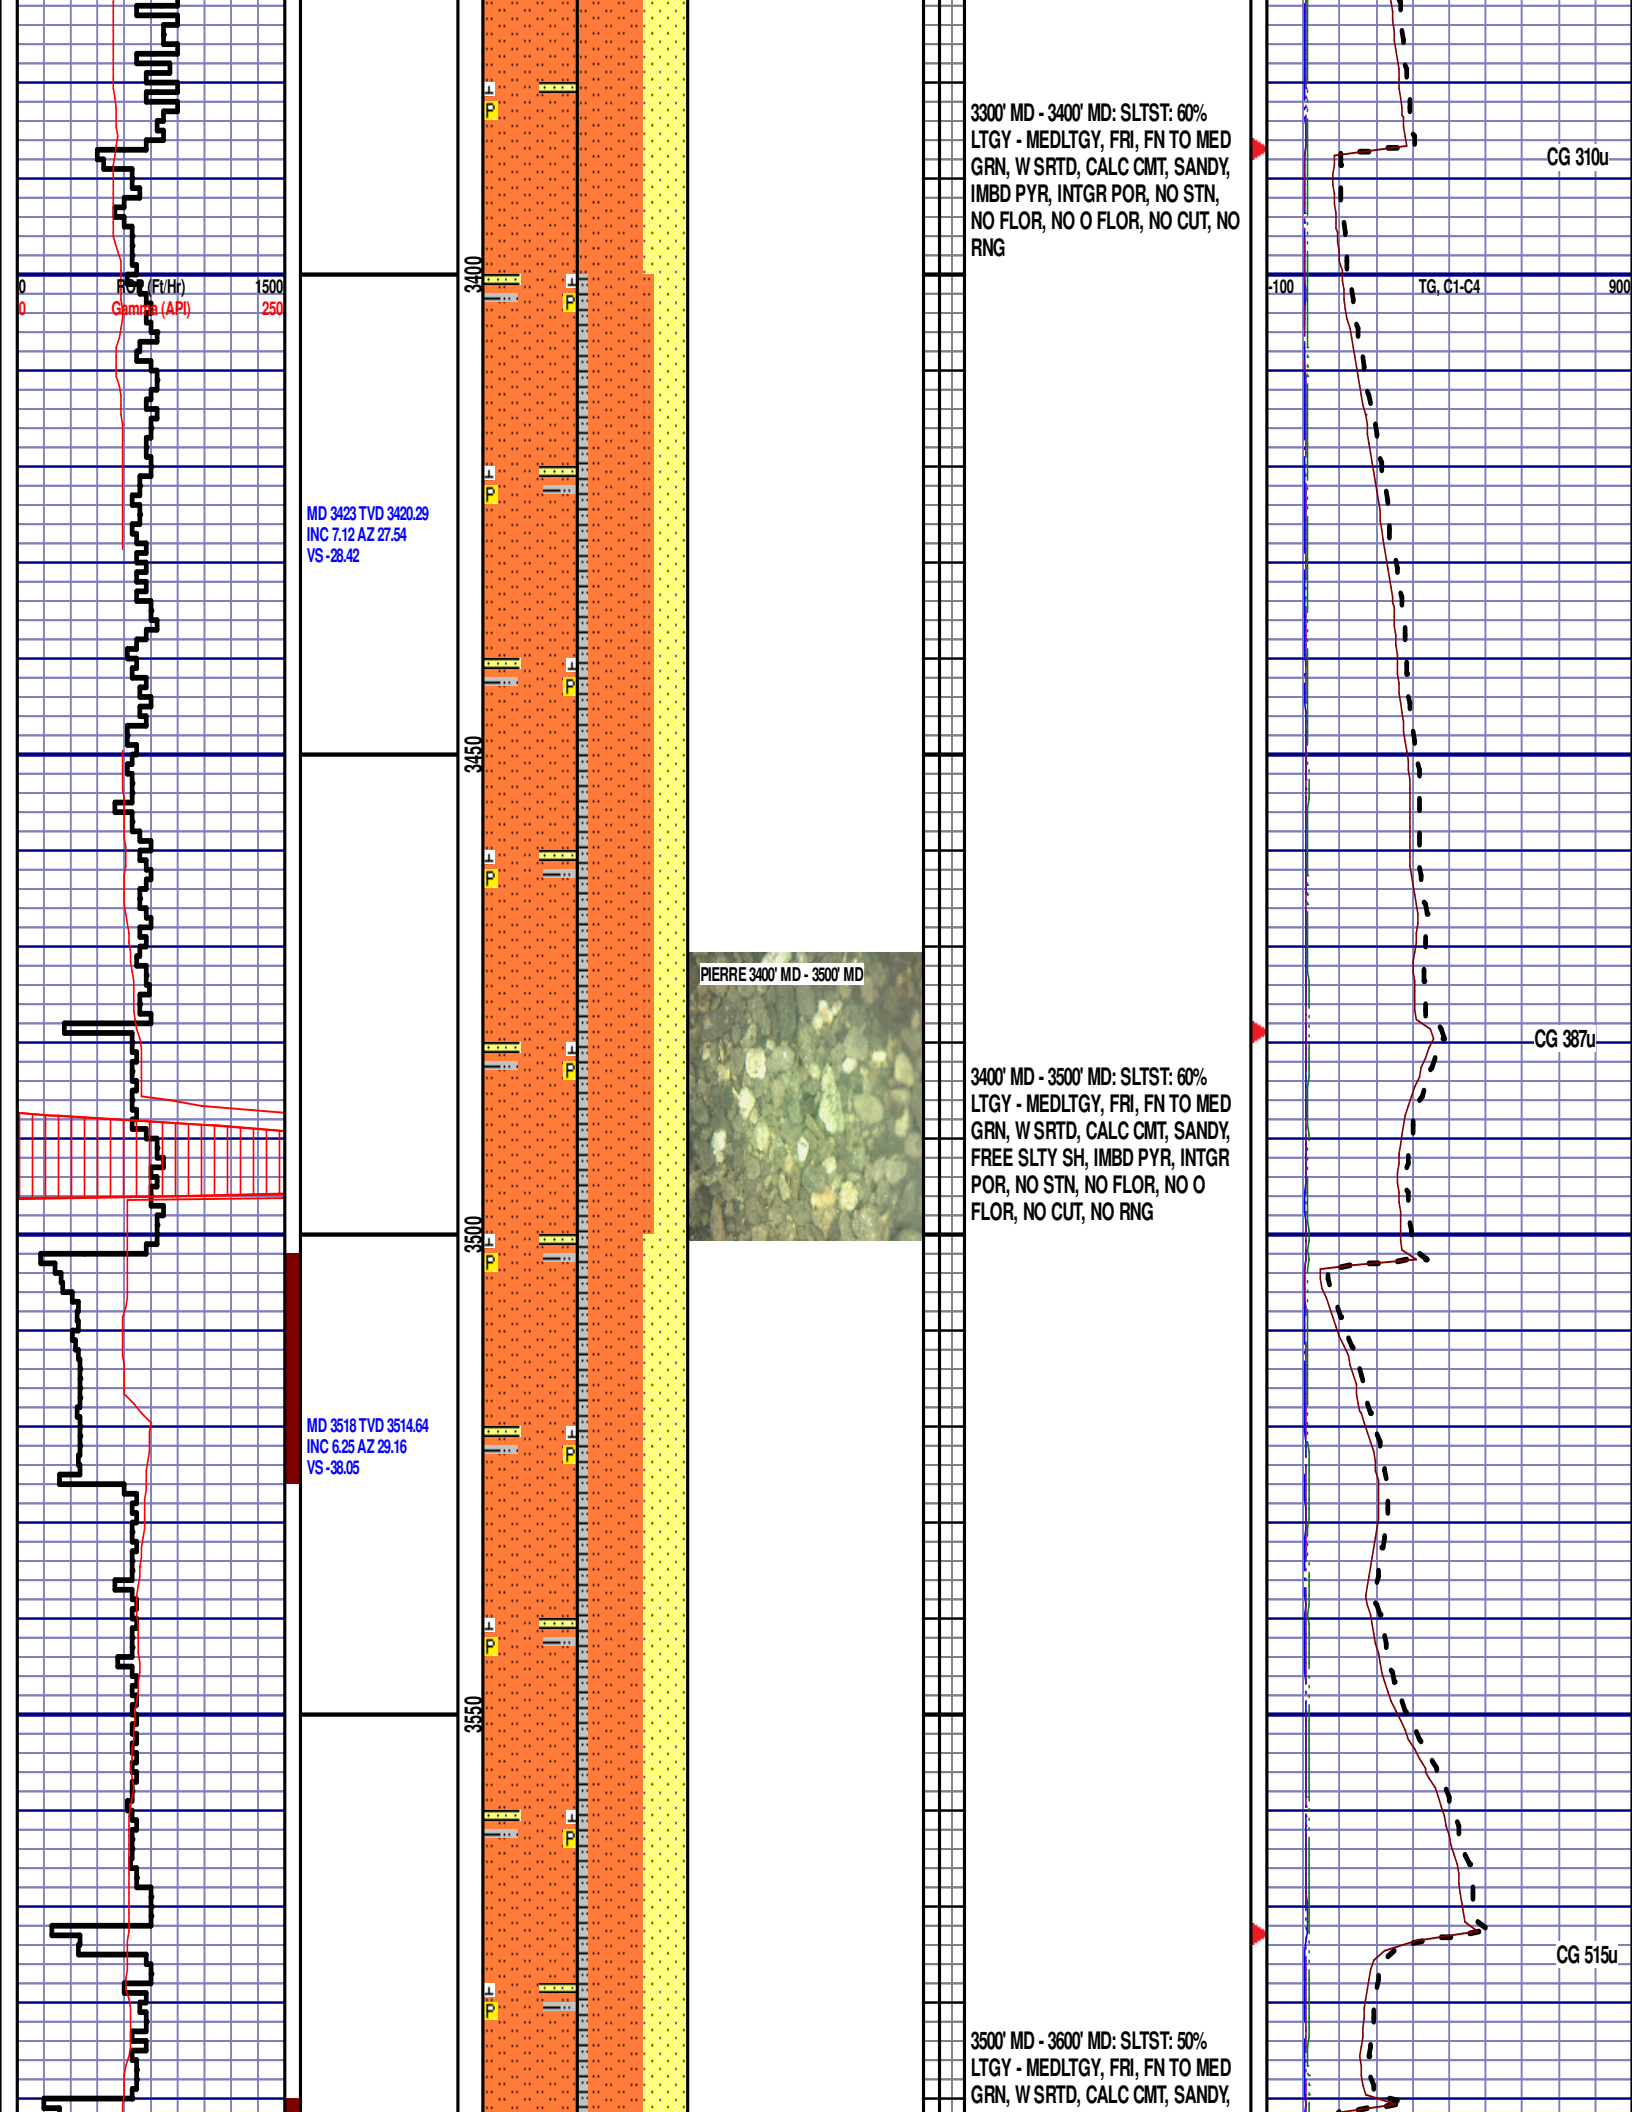 3300' MD - 3400' MD: SLTST: 60%
LTGY - MEDLTGY, FRI, FN TO MED
GRN, W SRTD, CALC CMT, SANDY,
IMBD PYR, INTGR POR, NO STN,
NO FLOR, NO O FLOR, NO CUT, NO
RNG
CG 310u
3400
0 ROP (Ft/Hr) 1500
0 Gamma (API) 250
-100 TG, C1-C4 900
MD 3423 TVD 3420.29
INC 7.12 AZ 27.54
VS -28.42
3450
PIERRE 3400' MD - 3500' MD
CG 387u
3400' MD - 3500' MD: SLTST: 60%
LTGY - MEDLTGY, FRI, FN TO MED
GRN, W SRTD, CALC CMT, SANDY,
FREE SLTY SH, IMBD PYR, INTGR
POR, NO STN, NO FLOR, NO O
FLOR, NO CUT, NO RNG
3500
MD 3518 TVD 3514.64
INC 6.25 AZ 29.16
VS -38.05
3550
CG 515u
3500' MD - 3600' MD: SLTST: 50%
LTGY - MEDLTGY, FRI, FN TO MED
GRN, W SRTD, CALC CMT, SANDY,
P
P
P
P
P
P
P
P
P
P
P